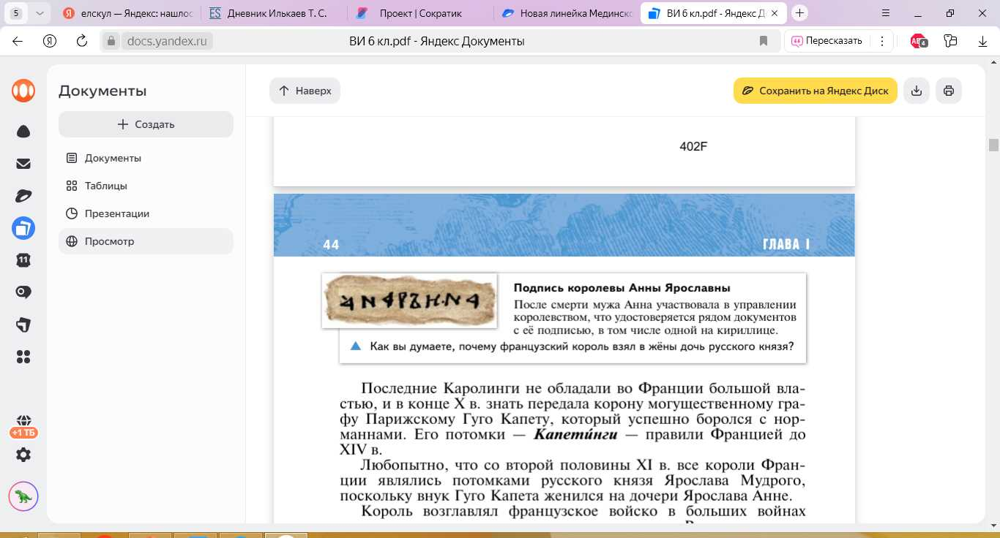 5
елскул — Яндекс: нашлос
Дневник Илькаев Т. С.
Проект | Сократик
Новая линейка Мединско
ВИ 6 кл.pdf - Яндекс Д
docs.yandex.ru
ВИ 6 кл.pdf - Яндекс Документы
Пересказать
4
Документы
Создать
Документы
Таблицы
Презентации
Просмотр
11
+1 ТБ
Наверх
Сохранить на Яндекс Диск
402F
44
ГЛАВА I
Подпись королевы Анны Ярославны
После смерти мужа Анна участвовала в управлении
королевством, что удостоверяется рядом документов
с её подписью, в том числе одной на кириллице.
Как вы думаете, почему французский король взял в жёны дочь русского князя?
Последние Каролинги не обладали во Франции большой вла-
стью, и в конце X в. знать передала корону могущественному гра-
фу Парижскому Гуго Капету, который успешно боролся с нор-
маннами. Его потомки — Капети́нги — правили Францией до
XIV в.
Любопытно, что со второй половины XI в. все короли Фран-
ции являлись потомками русского князя Ярослава Мудрого,
поскольку внук Гуго Капета женился на дочери Ярослава Анне.
Король возглавлял французское войско в больших войнах